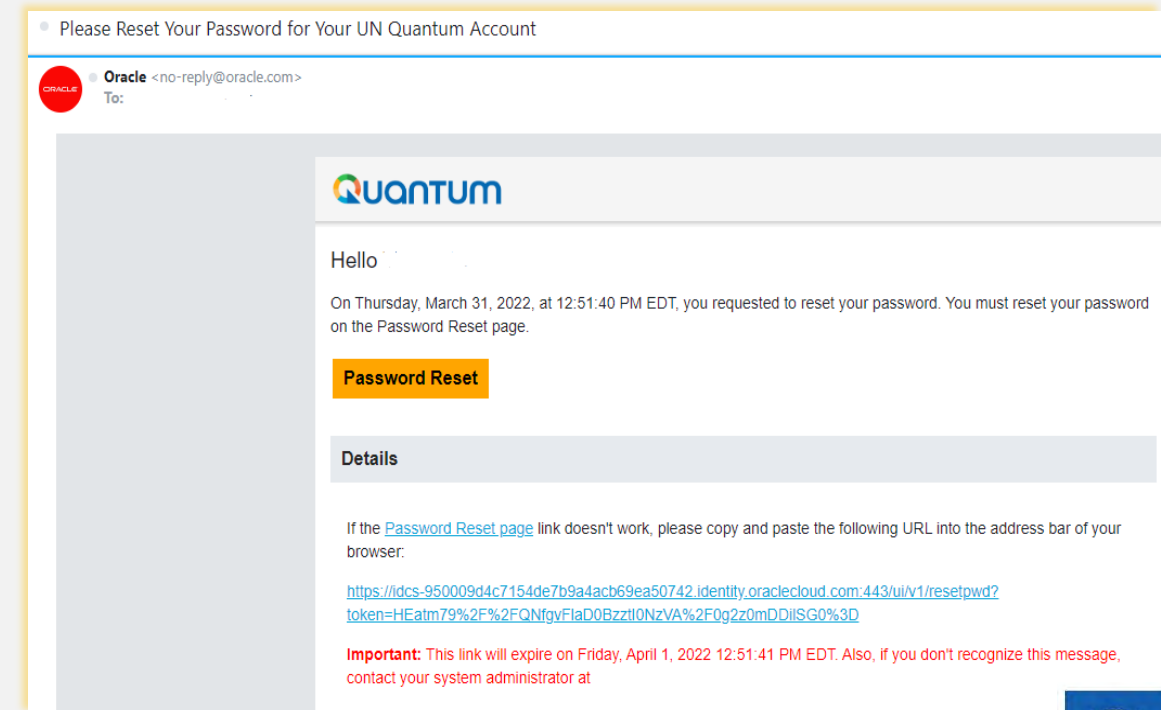 Please Reset Your Password for Your UN Quantum Account
ORACLE
Oracle <no-reply@oracle.com>
To:
Quantum
Hello
On Thursday, March 31, 2022, at 12:51:40 PM EDT, you requested to reset your password. You must reset your password
on the Password Reset page.
Password Reset
Details
If the Password Reset page link doesn't work, please copy and paste the following URL into the address bar of your
browser:
https://idcs-950009d4c7154de7b9a4acb69ea50742.identity.oraclecloud.com:443/ui/v1/resetpwd?
token=HEatm79%2F%2FQNfgvFIaD0BzztI0NzVA%2F0g2z0mDDilSG0%3D
Important: This link will expire on Friday, April 1, 2022 12:51:41 PM EDT. Also, if you don't recognize this message,
contact your system administrator at